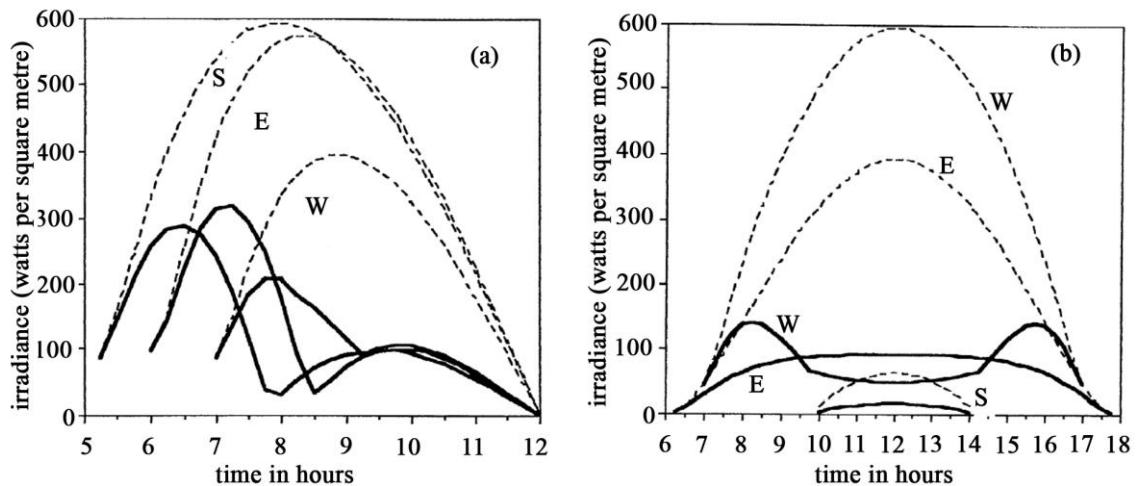 600
500
400
300
200
100
0
irradiance (watts per square metre)
(a)
S
E
W
5 6 7 8 9 10 11 12
time in hours
600
500
400
300
200
100
0
irradiance (watts per square metre)
(b)
W
E
W
E
S
6 7 8 9 10 11 12 13 14 15 16 17 18
time in hours